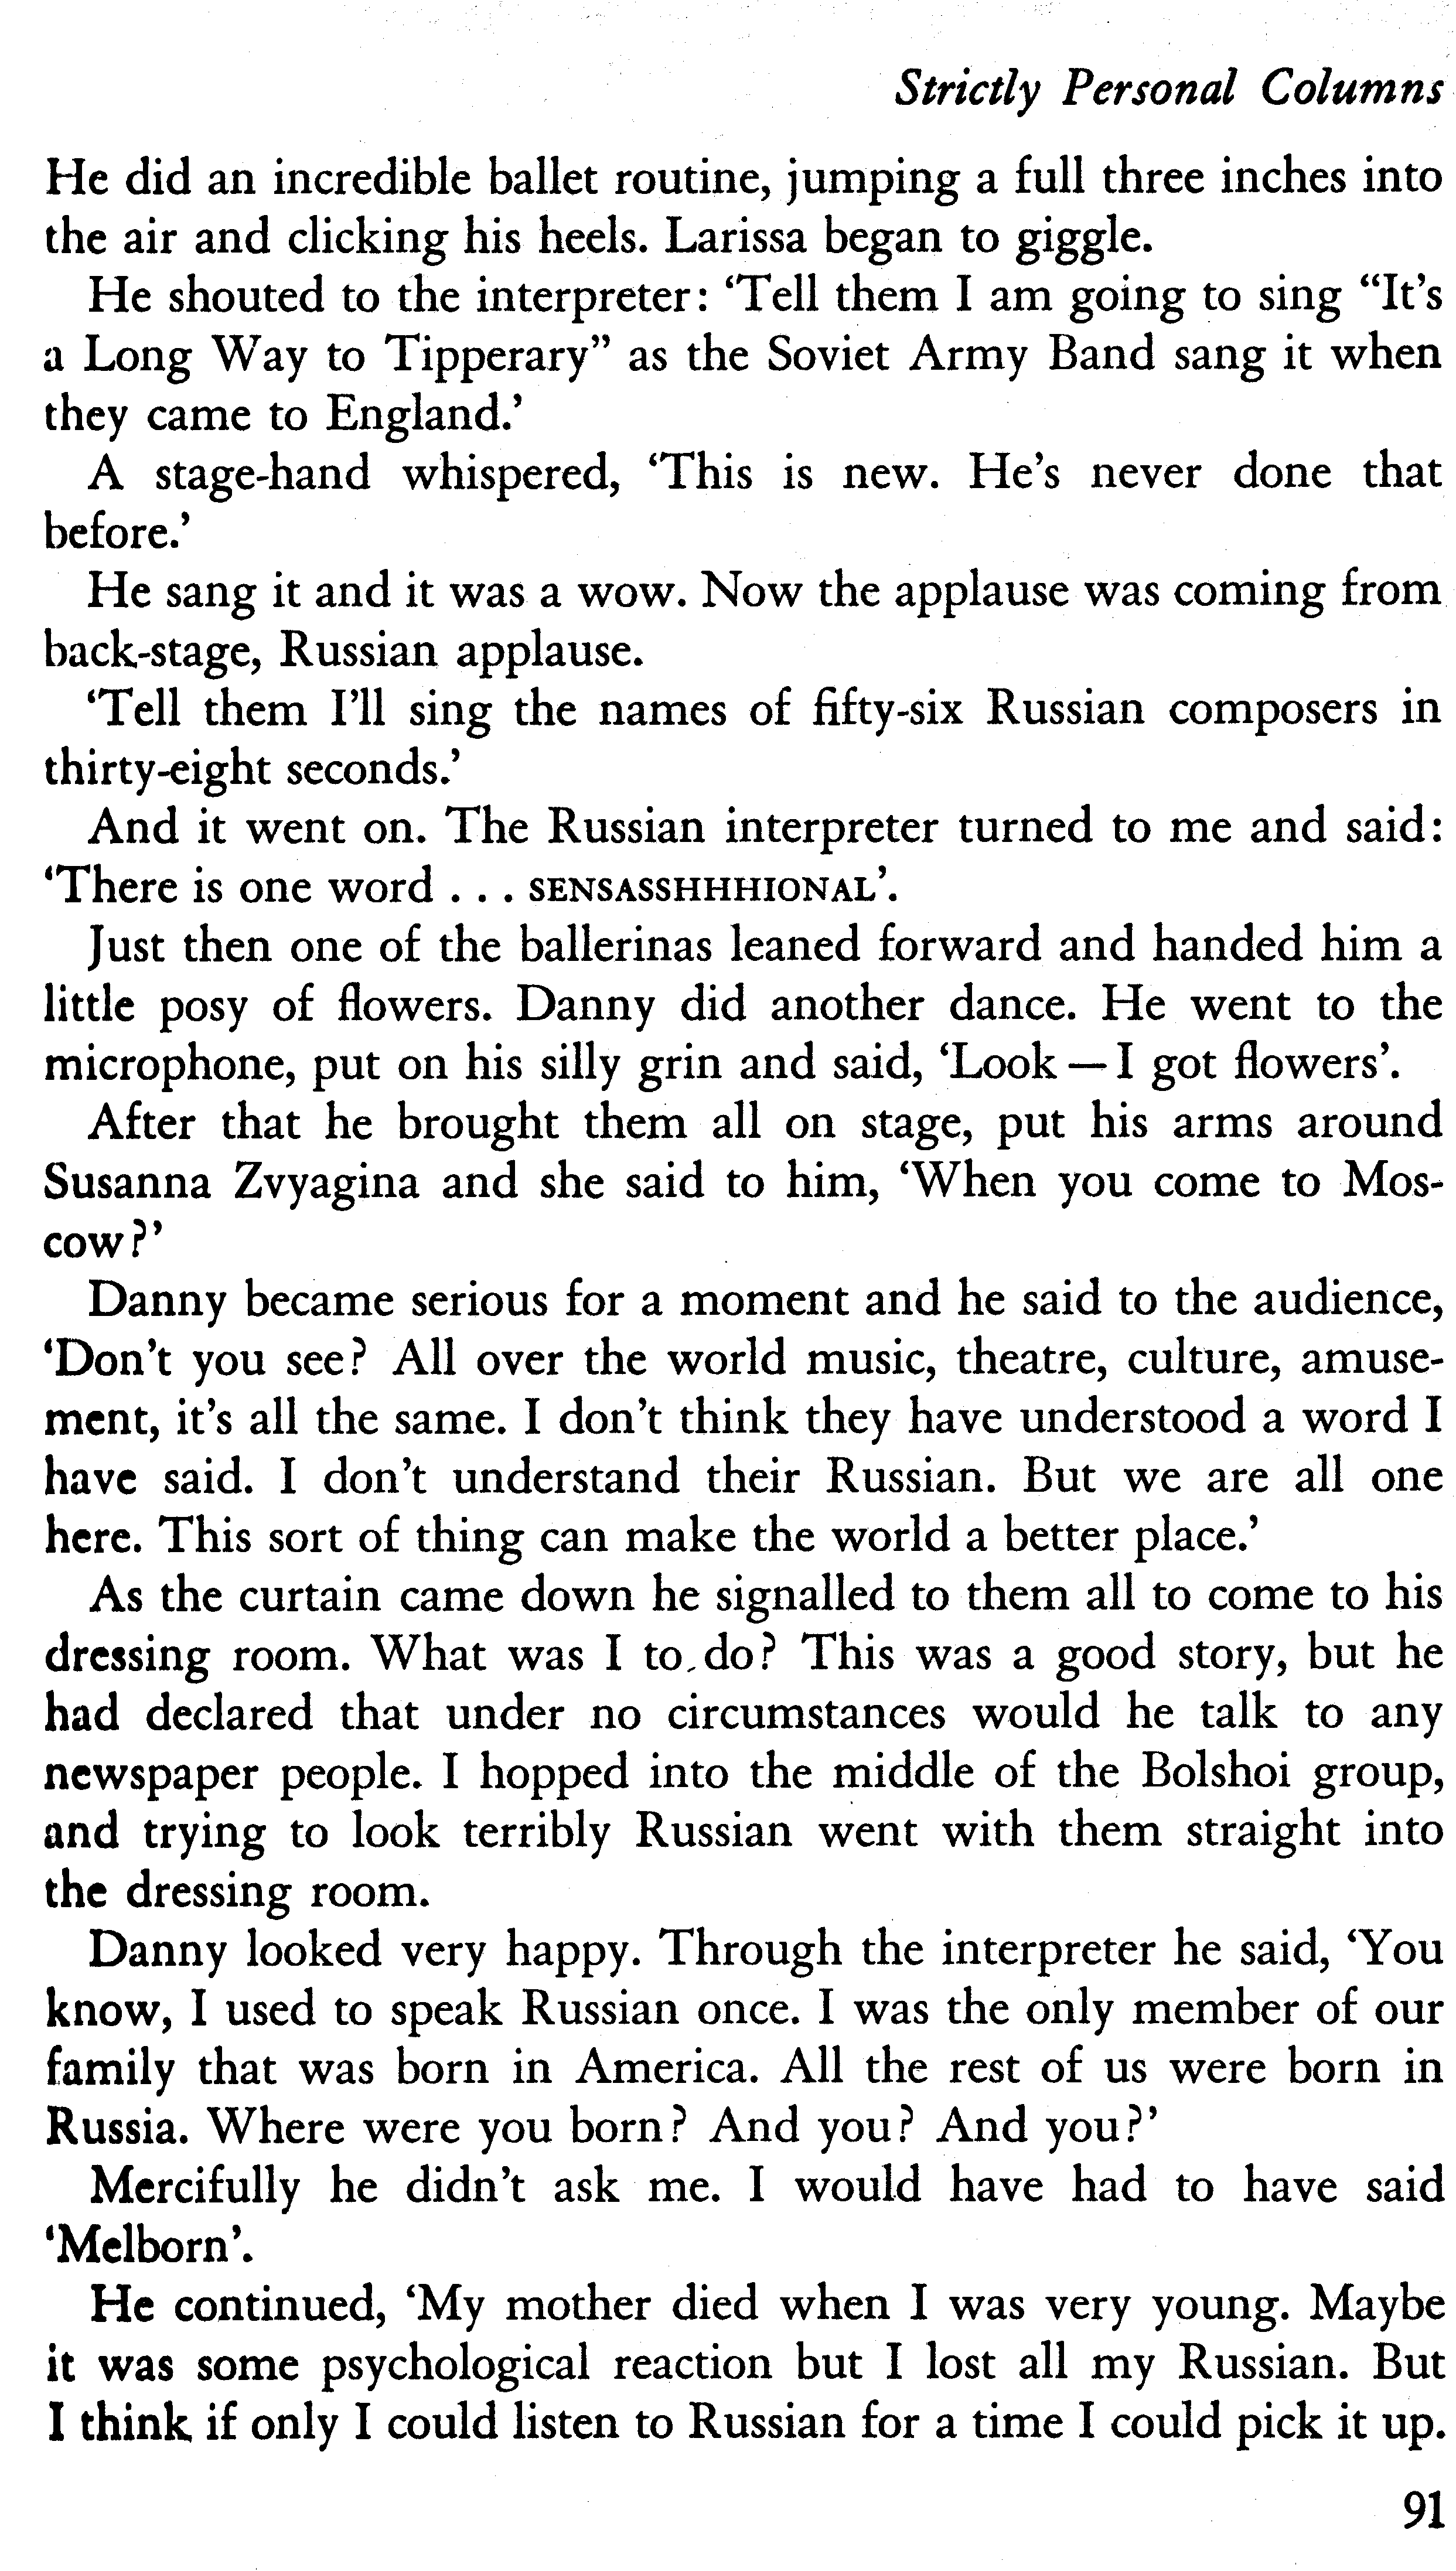 Strictly Personal Columns
He did an incredible ballet routine, jumping a full three inches into
the air and clicking his heels. Larissa began to giggle.
He shouted to the interpreter: ‘Tell them I am going to sing “It's
a Long Way to Tipperary” as the Soviet Army Band sang it when
they came to England.’
A stage-hand whispered, ‘This is new. He's never done that
before.’
He sang it and it was a wow. Now the applause was coming from
back-stage, Russian applause.
‘Tell them I'll sing the names of fifty-six Russian composers in
thirty-eight seconds.’
And it went on. The Russian interpreter turned to me and said:
‘There is one word . . . SENSASSHHHIONAL’.
Just then one of the ballerinas leaned forward and handed him a
little posy of flowers. Danny did another dance. He went to the
microphone, put on his silly grin and said, ‘Look — I got flowers’.
After that he brought them all on stage, put his arms around
Susanna Zvyagina and she said to him, ‘When you come to Mos-
cow?’
Danny became serious for a moment and he said to the audience,
‘Don't you see? All over the world music, theatre, culture, amuse-
ment, it's all the same. I don't think they have understood a word I
have said. I don't understand their Russian. But we are all one
here. This sort of thing can make the world a better place.’
As the curtain came down he signalled to them all to come to his
dressing room. What was I to do? This was a good story, but he
had declared that under no circumstances would he talk to any
newspaper people. I hopped into the middle of the Bolshoi group,
and trying to look terribly Russian went with them straight into
the dressing room.
Danny looked very happy. Through the interpreter he said, ‘You
know, I used to speak Russian once. I was the only member of our
family that was born in America. All the rest of us were born in
Russia. Where were you born? And you? And you?’
Mercifully he didn't ask me. I would have had to have said
‘Melborn’.
He continued, ‘My mother died when I was very young. Maybe
it was some psychological reaction but I lost all my Russian. But
I think if only I could listen to Russian for a time I could pick it up.
91